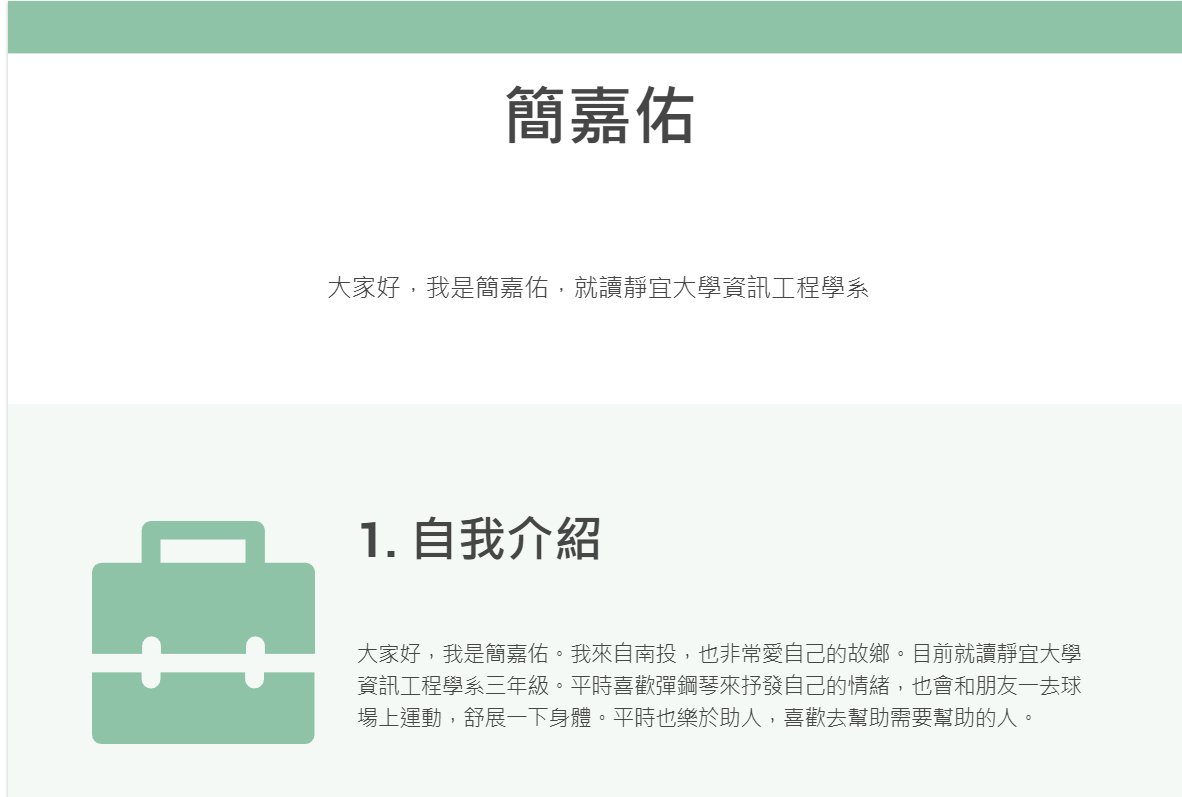 簡嘉佑
大家好，我是簡嘉佑，就讀靜宜大學資訊工程學系
1. 自我介紹
大家好，我是簡嘉佑。我來自南投，也非常愛自己的故鄉。目前就讀靜宜大學
資訊工程學系三年級。平時喜歡彈鋼琴來抒發自己的情緒，也會和朋友一去球
場上運動，舒展一下身體。平時也樂於助人，喜歡去幫助需要幫助的人。